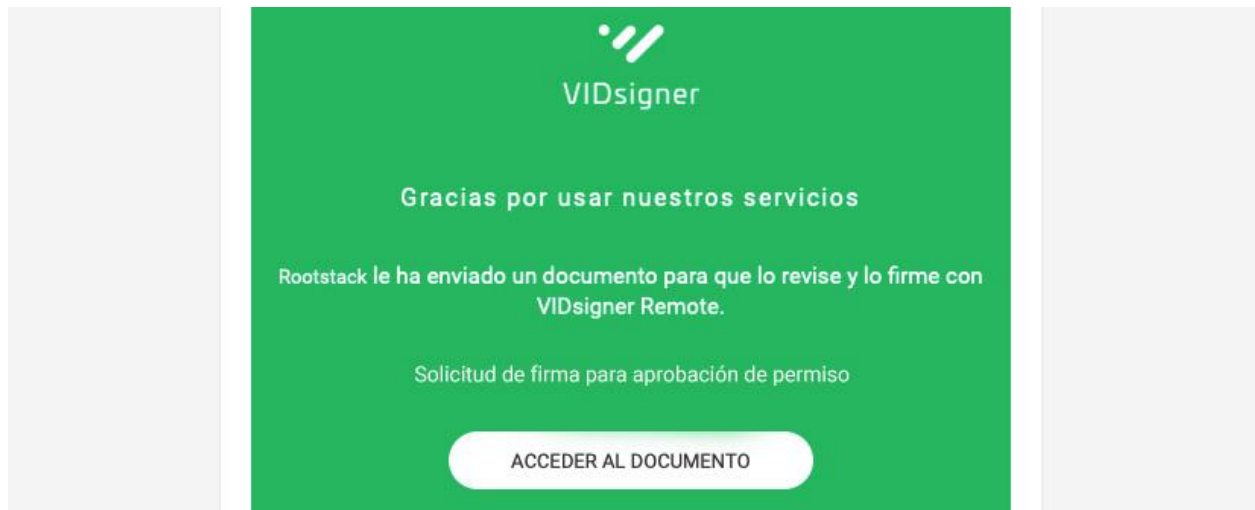 VIDsigner
Gracias por usar nuestros servicios
Rootstack le ha enviado un documento para que lo revise y lo firme con
VIDsigner Remote.
Solicitud de firma para aprobación de permiso
ACCEDER AL DOCUMENTO